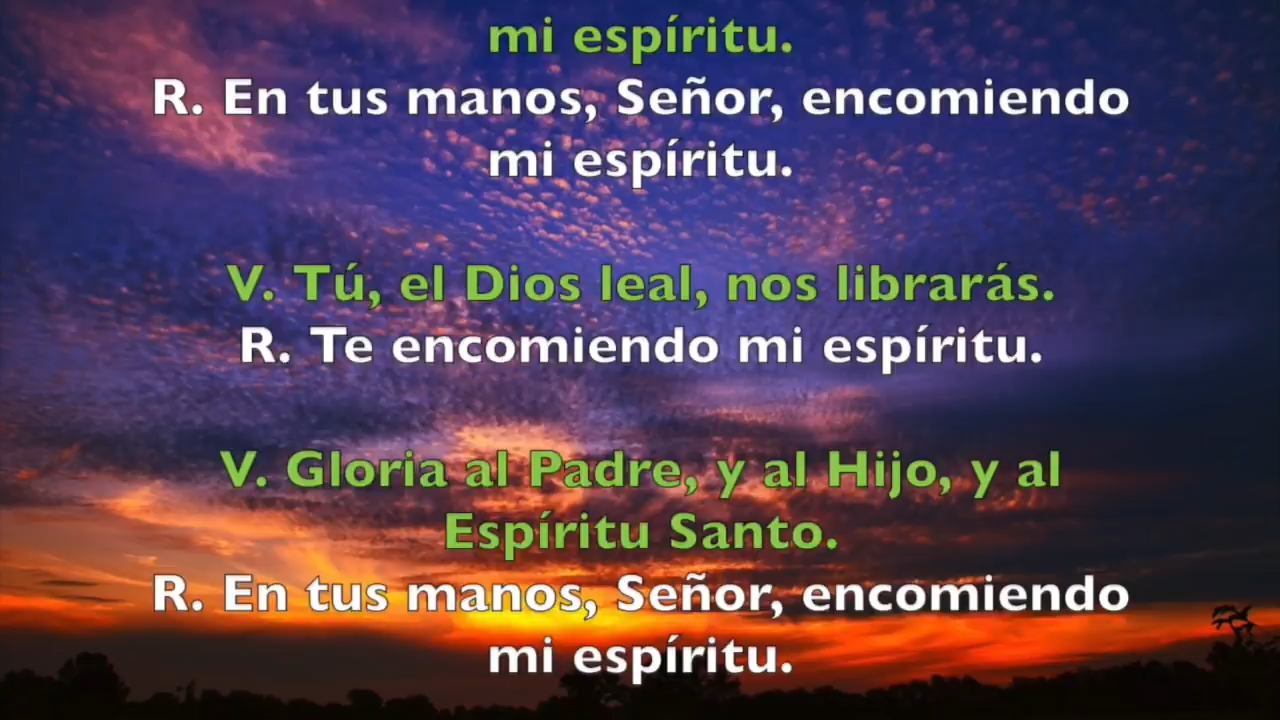 mi espíritu.
R. En tus manos, Señor, encomiendo
mi espíritu.
V. Tú, el Dios leal, nos librarás.
R. Te encomiendo mi espíritu.
V. Gloria al Padre, y al Hijo, y al
Espíritu Santo.
R. En tus manos, Señor, encomiendo
mi espíritu.